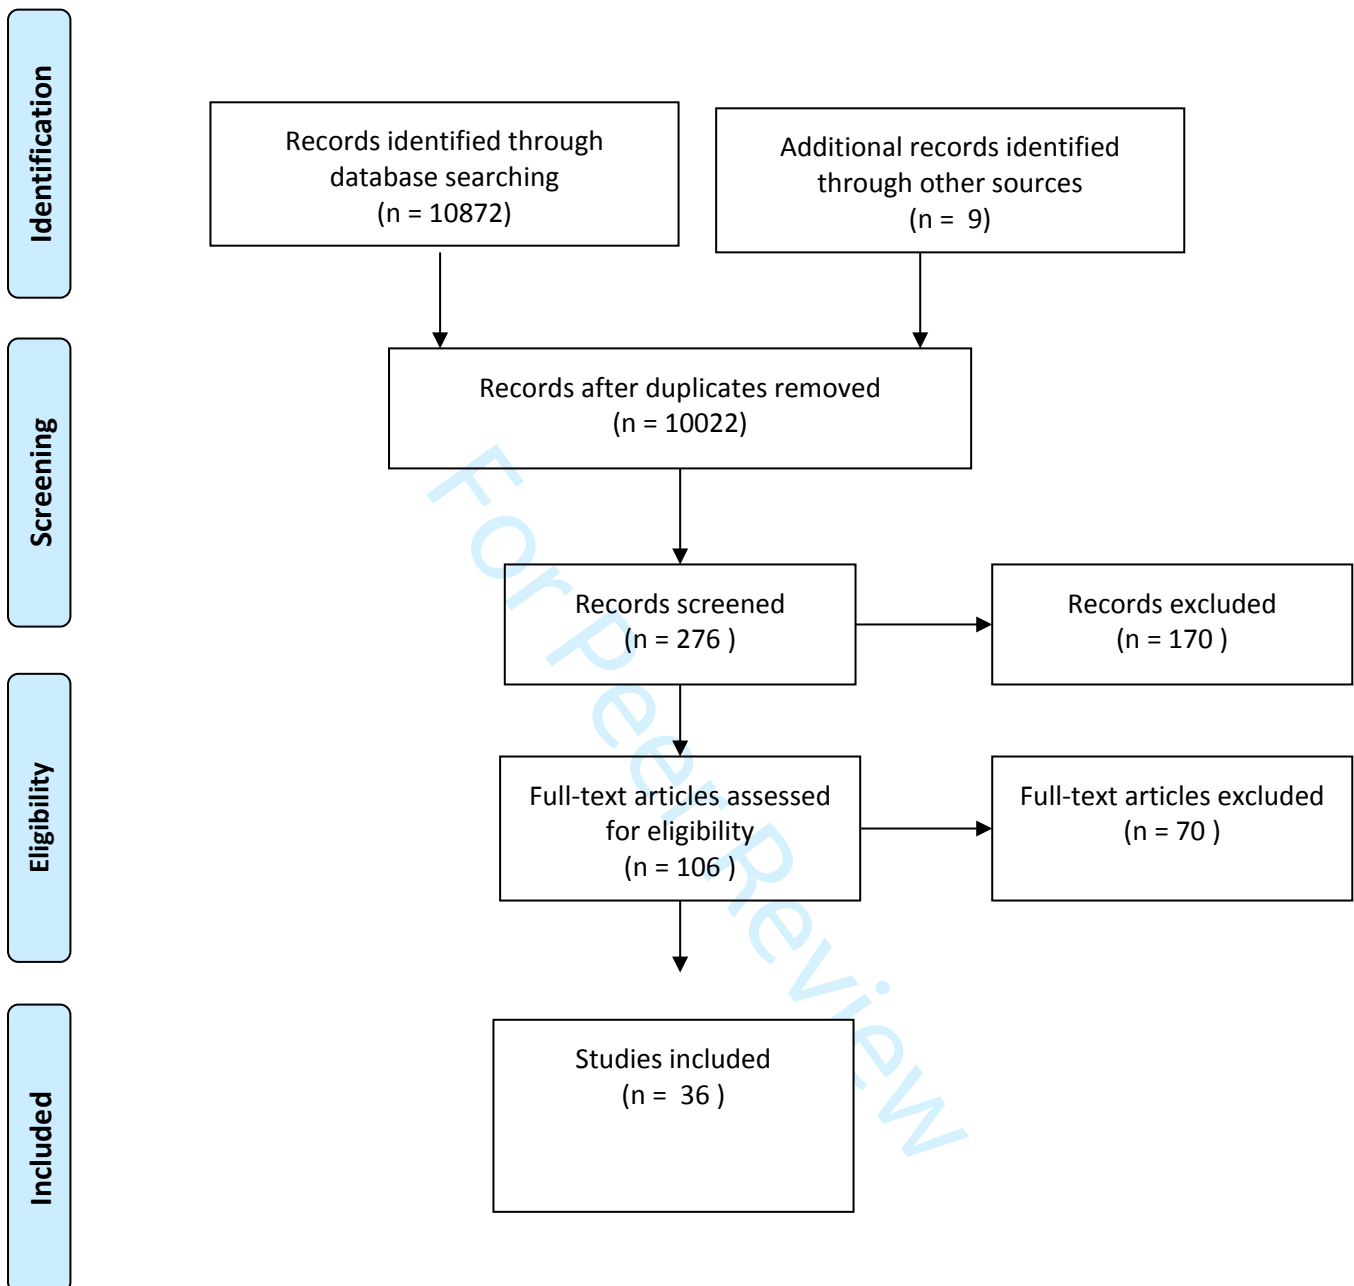 Identification
Records identified through
database searching
(n = 10872)
Additional records identified
through other sources
(n =  9)
Screening
Records after duplicates removed
(n = 10022)
Records screened
(n = 276 )
Records excluded
(n = 170 )
Eligibility
Full-text articles assessed
for eligibility
(n = 106 )
Full-text articles excluded
(n = 70 )
Included
Studies included
(n =  36 )
For Peer Review